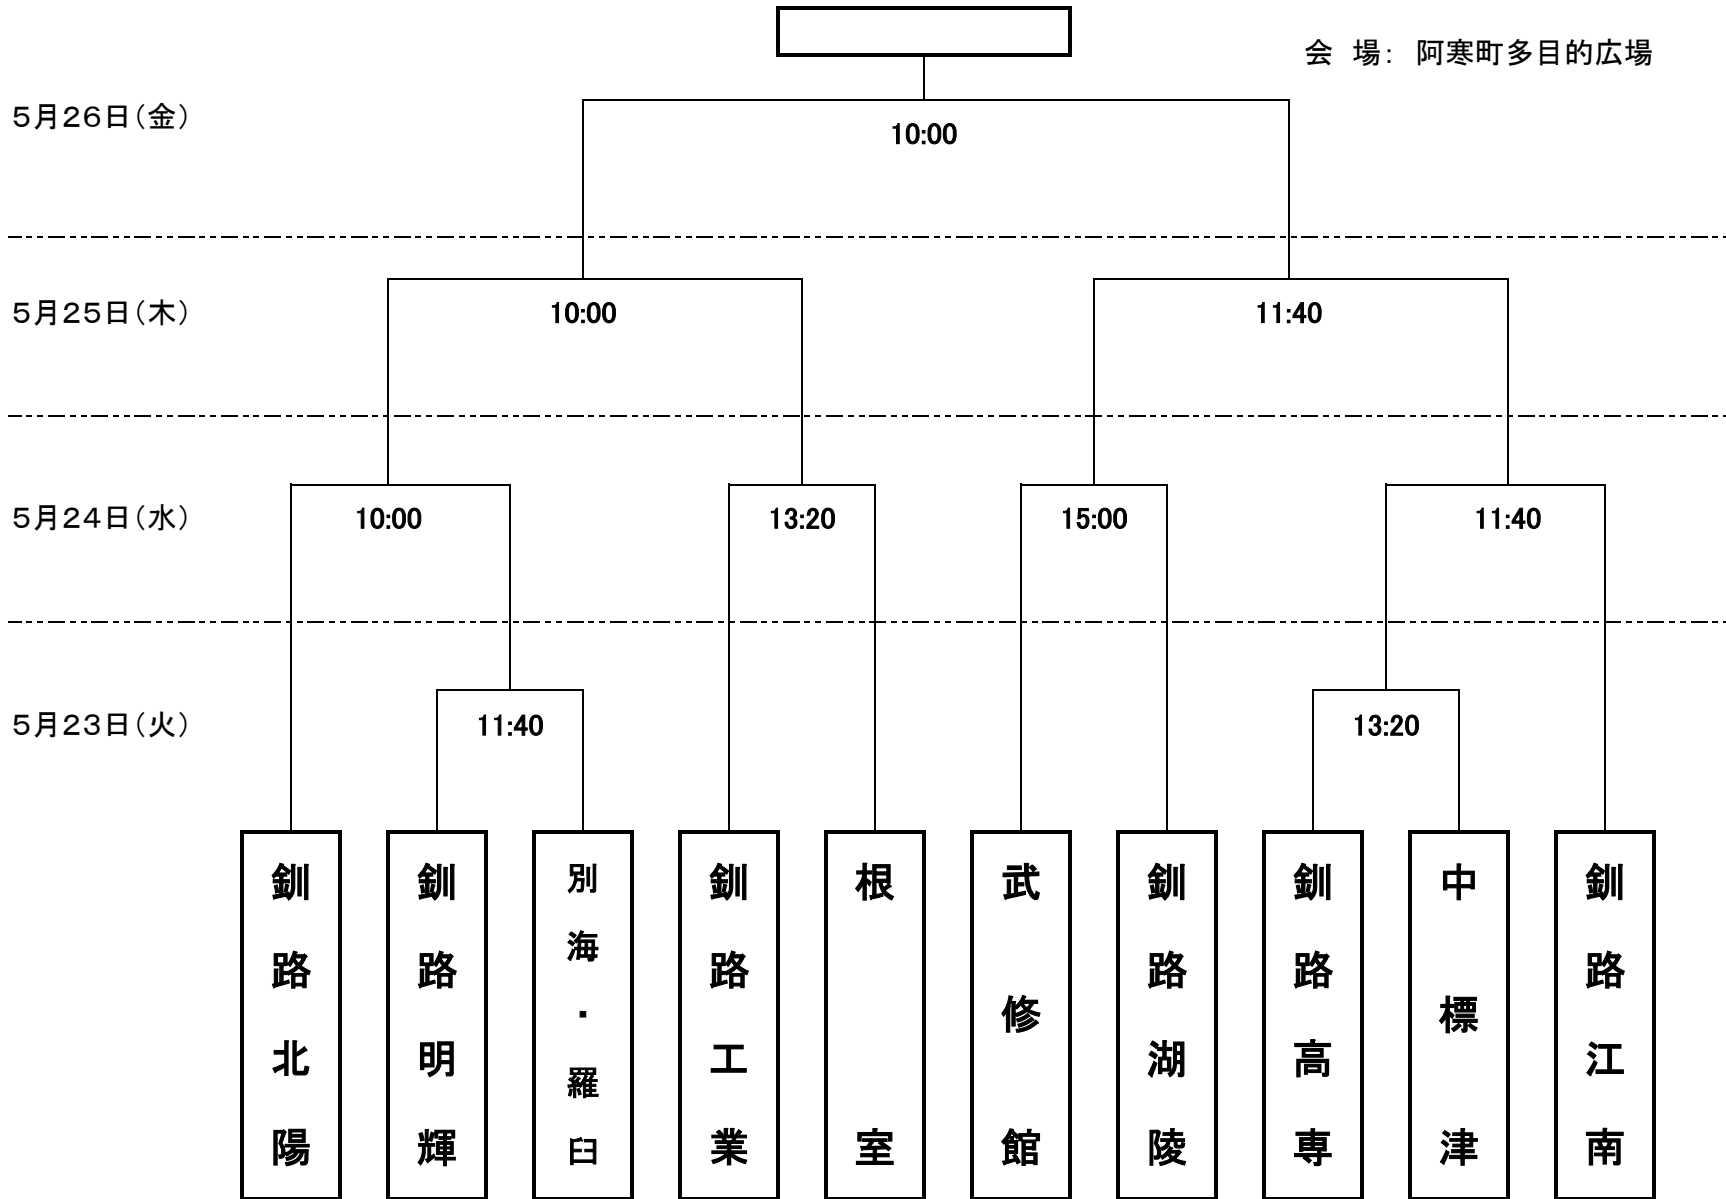 会 場: 阿寒町多目的広場
5月26日(金)
10:00
5月25日(木)
10:00
11:40
5月24日(水)
10:00
13:20
15:00
11:40
5月23日(火)
11:40
13:20
釧路北陽
釧路明輝
別海・羅臼
釧路工業
根室
武修館
釧路湖陵
釧路高専
中標津
釧路江南